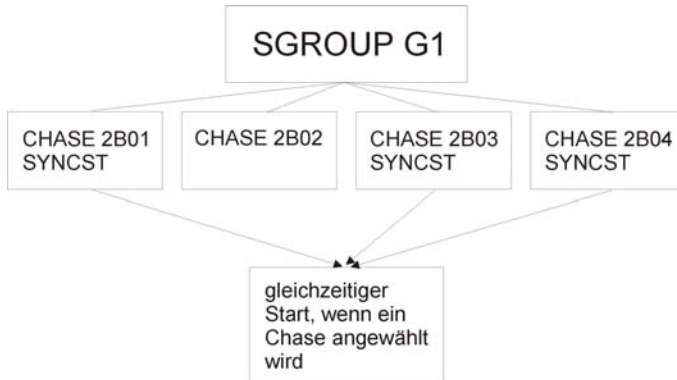 SGROUP G1
CHASE 2B01
SYNCST
CHASE 2B02
CHASE 2B03
SYNCST
CHASE 2B04
SYNCST
gleichzeitiger
Start, wenn ein
Chase angewählt
wird